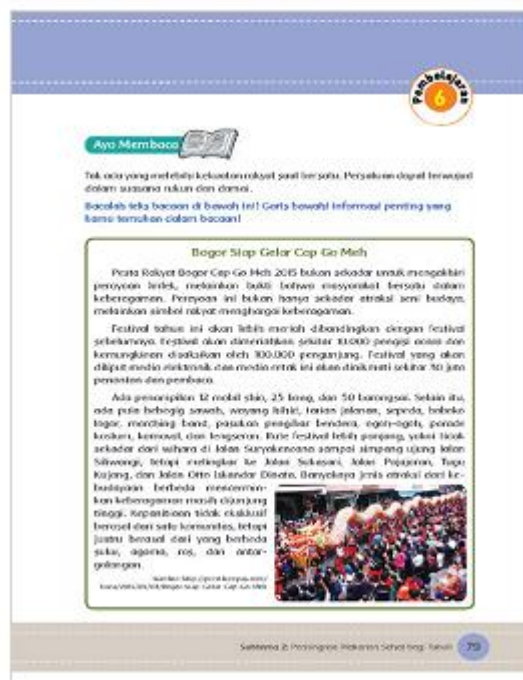 Pembelajaran
6
Ayo Membaca
Tak ada yang melebihi kekuatan rakyat saat bersatu. Persatuan dapat terwujud
dalam suasana rukun dan damai.
Bacalah teks bacaan di bawah ini! Garis bawahi informasi penting yang
kamu temukan dalam bacaan!
Bogor Siap Gelar Cap Go Meh
Pesta Rakyat Bogor Cap Go Meh 2015 bukan sekadar untuk mengakhiri
perayaan Imlek, melainkan bukti bahwa masyarakat bersatu dalam
keberagaman. Perayaan ini bukan hanya sekadar atraksi seni budaya,
melainkan simbol rakyat menghargai keberagaman.
Festival tahun ini akan lebih meriah dibandingkan dengan festival
sebelumnya. Festival akan dimeriahkan sekitar 10.000 pengisi acara dan
kemungkinan disaksikan oleh 100.000 pengunjung. Festival yang akan
diliput media elektronik dan media cetak ini akan dinikmati sekitar 30 juta
penonton dan pembaca.
Ada penampilan 12 mobil hias, 25 liong, dan 50 barongsai. Selain itu,
ada pula bebegig sawah, wayang hihid, tarian jalanan, sepeda, boboko
logor, marching band, pasukan pengibar bendera, ogoh-ogoh, parade
kostum, karnaval, dan lengseran. Rute festival lebih panjang, yakni tidak
sekadar dari wihara di Jalan Suryakencana sampai simpang ujung Jalan
Siliwangi, tetapi melingkar ke Jalan Sukasari, Jalan Pajajaran, Tugu
Kujang, dan Jalan Otto Iskandar Dinata. Banyaknya jenis atraksi dari ke-
budayaan berbeda mencermin-
kan keberagaman masih dijunjung
tinggi. Kepanitiaan tidak eksklusif
berasal dari satu komunitas, tetapi
justru berasal dari yang berbeda
suku, agama, ras, dan antar-
golongan.
Subtema 2: Pentingnya Makanan Sehat bagi Tubuh
79